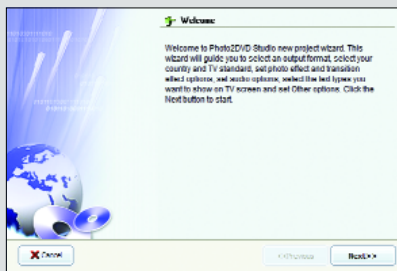 Welcome
Welcome to Photo2DVD Studio new project wizard. This
wizard will guide you to select an output format, select your
country and TV standard, set photo effect and transition
effect options, set audio options, select the text types you
want to show on TV screen and set Other options. Click the
Next button to start.
Cancel
<<Previous
Next>>